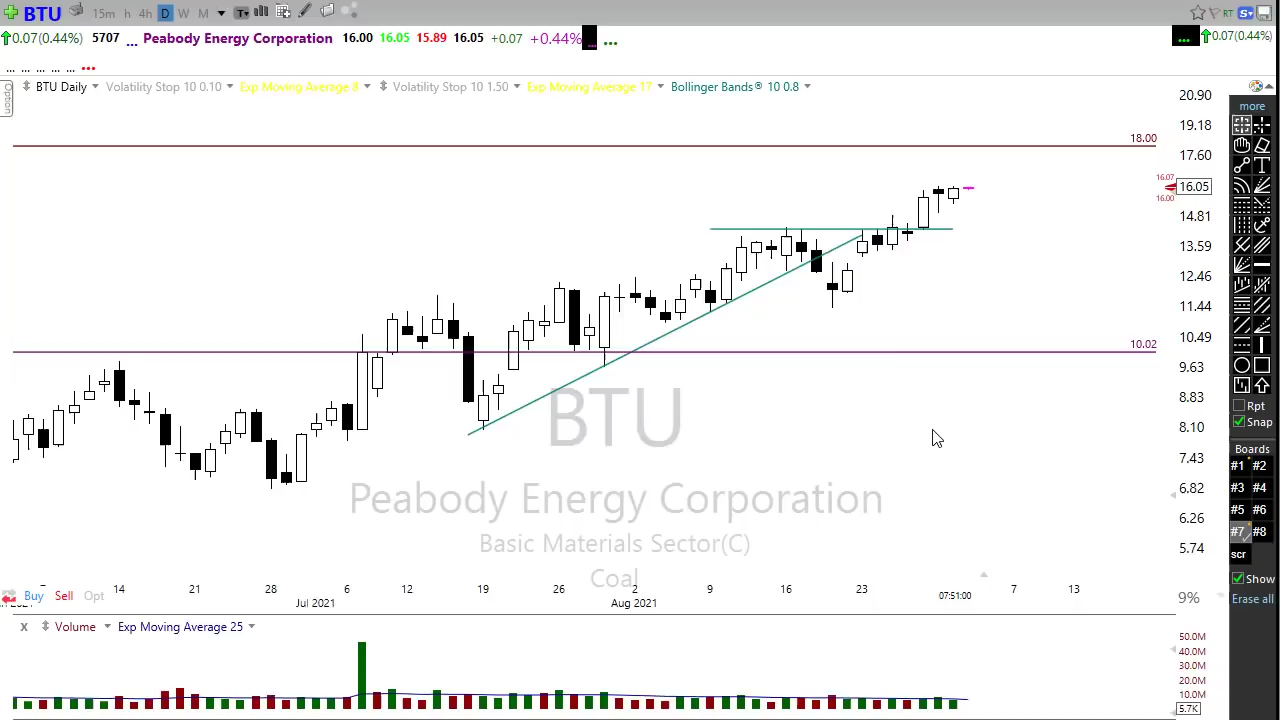 BTU 15m h 4h D W M T RT S
0.07(0.44%) 5707 ... Peabody Energy Corporation 16.00 16.05 15.89 16.05 +0.07 +0.44% ... ... ... 0.07(0.44%)
... ... ... ... ... ...
Option
BTU Daily Volatility Stop 10 0.10 Exp Moving Average 8 Volatility Stop 10 1.50 Exp Moving Average 17 Bollinger Bands® 10 0.8
20.90
more
19.18
18.00
17.60
16.07
16.05
16.00
14.81
13.59
12.46
11.44
10.49
10.02
9.63
8.83
8.10
7.43
6.82
6.26
5.74
BTU
Peabody Energy Corporation
Basic Materials Sector(C)
Coal
Rpt
Snap
Boards
#1 #2
#3 #4
#5 #6
#7 #8
scr
Show
Erase all
7 14 21 28 6 12 19 26 2 9 16 23 07:51:00 7 13
Jul 2021 Aug 2021
Buy Sell Opt
9%
x Volume Exp Moving Average 25
50.0M
40.0M
30.0M
20.0M
10.0M
5.7K